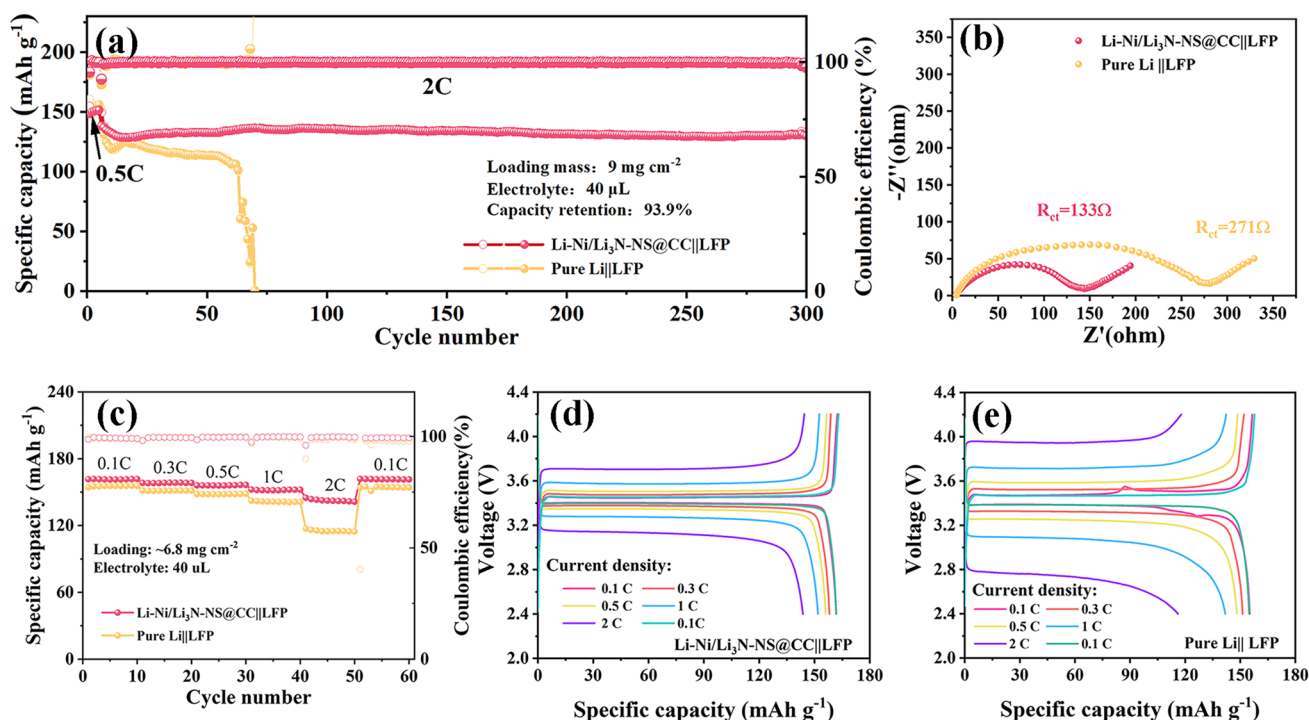 (a)
Specific capacity (mAh g⁻¹)
200
150
100
50
0
0.5C
2C
Loading mass: 9 mg cm⁻²
Electrolyte: 40 μL
Capacity retention: 93.9%
Li-Ni/Li₃N-NS@CC||LFP
Pure Li||LFP
100
50
0
Coulombic efficiency (%)
0 50 100 150 200 250 300
Cycle number
(b)
-Z''(ohm)
350
300
250
200
150
100
50
0
Li-Ni/Li₃N-NS@CC||LFP
Pure Li ||LFP
Rct=133Ω
Rct=271Ω
0 50 100 150 200 250 300 350
Z'(ohm)
(c)
Specific capacity (mAh g⁻¹)
240
180
120
60
0
0.1C 0.3C 0.5C 1C 2C 0.1C
Loading: ~6.8 mg cm⁻²
Electrolyte: 40 uL
Li-Ni/Li₃N-NS@CC||LFP
Pure Li||LFP
100
50
0
Coulombic efficiency(%)
0 10 20 30 40 50 60
Cycle number
(d)
Voltage (V)
4.4
4.0
3.6
3.2
2.8
2.4
2.0
Current density:
0.1 C 0.3 C
0.5 C 1 C
2 C 0.1C
Li-Ni/Li₃N-NS@CC||LFP
0 30 60 90 120 150 180
Specific capacity (mAh g⁻¹)
(e)
Voltage (V)
4.4
4.0
3.6
3.2
2.8
2.4
2.0
Current density:
0.1 C 0.3 C
0.5 C 1 C
2 C 0.1 C
Pure Li|| LFP
0 30 60 90 120 150 180
Specific capacity (mAh g⁻¹)